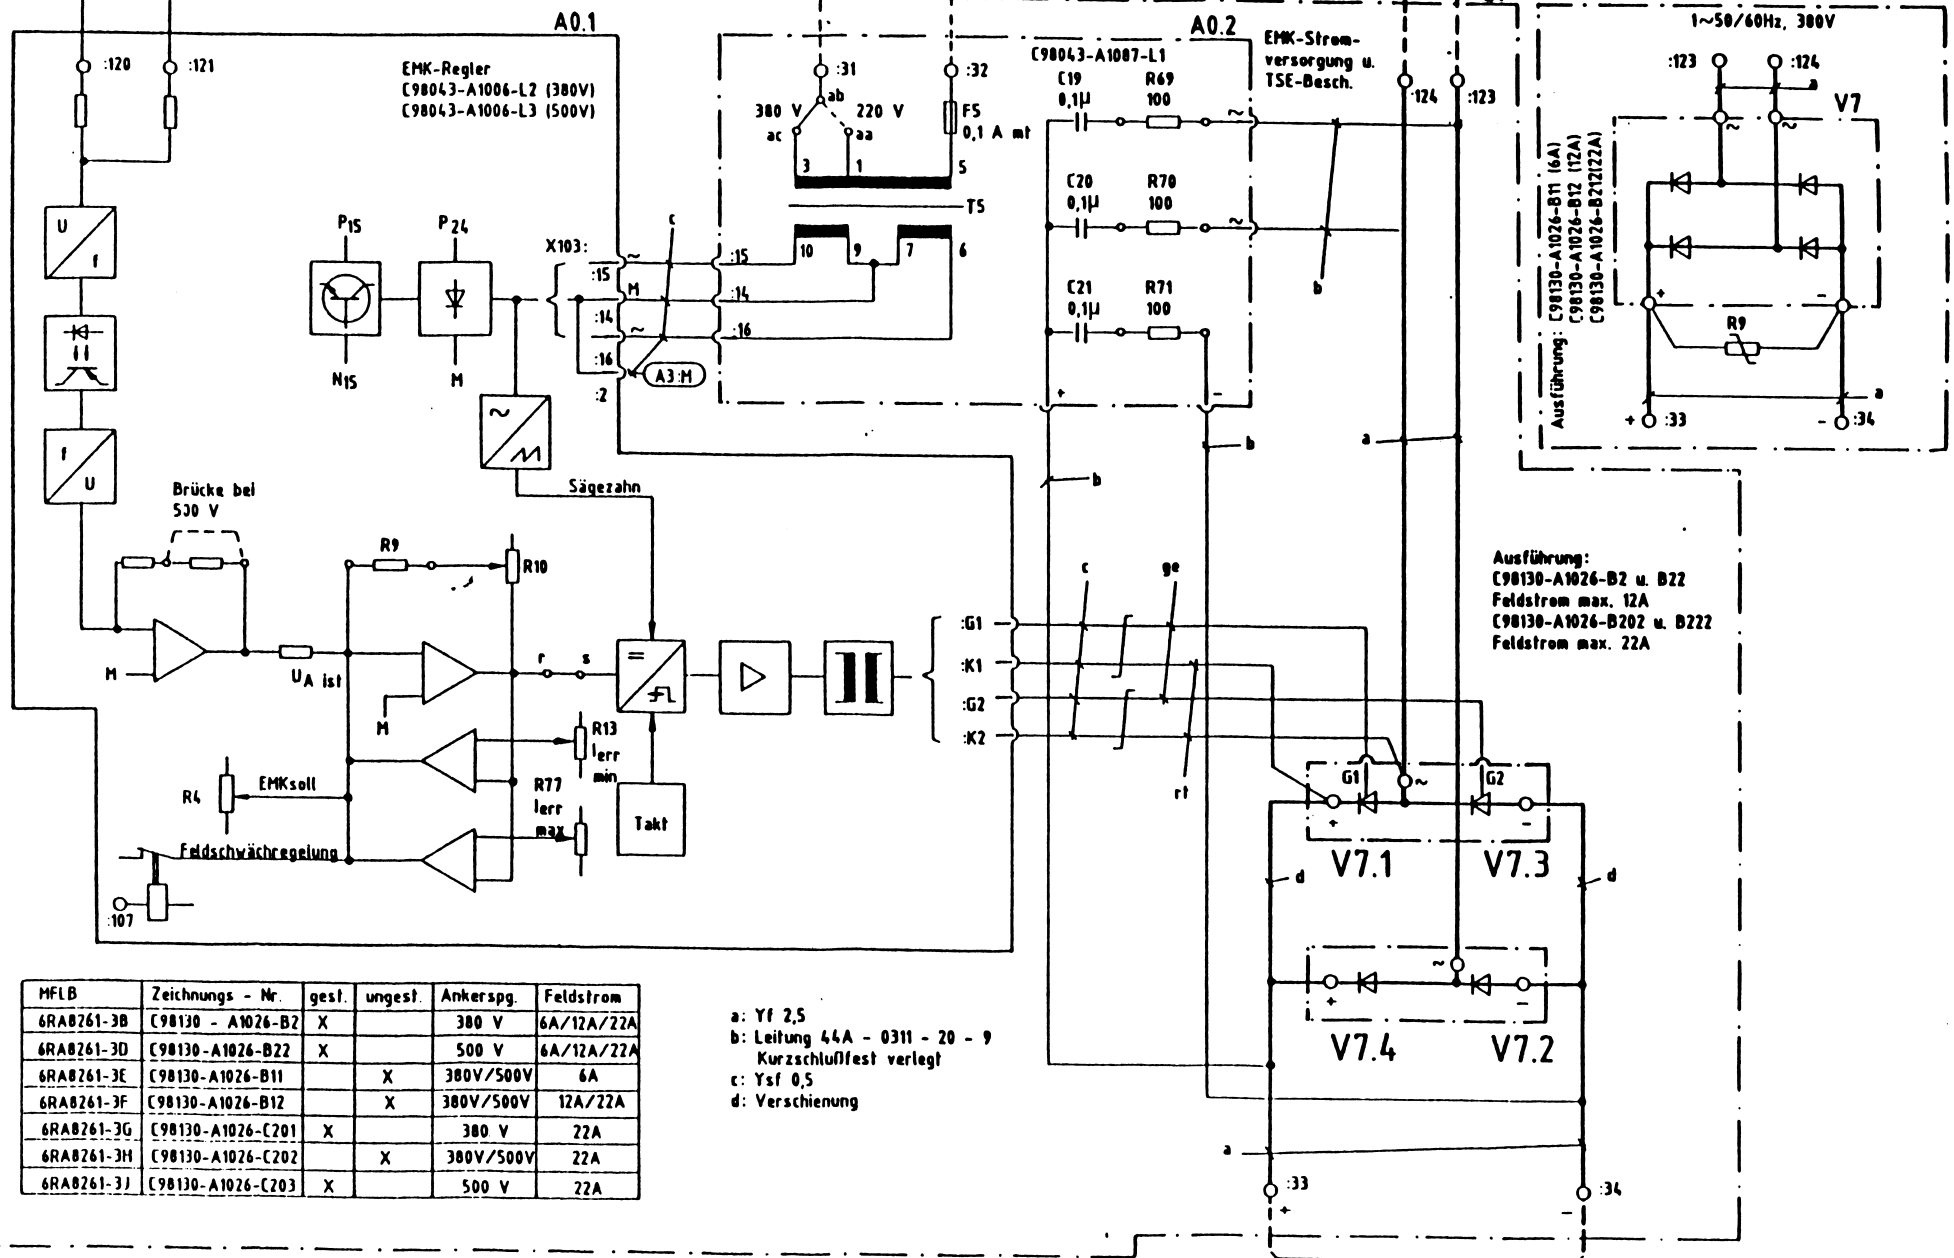 A0.1
:120
:121
EMK-Regler
C98043-A1006-L2 (380V)
C98043-A1006-L3 (500V)
U
f
f
U
P15
P24
N15
M
X103:
:15
M
:14
:16
:2
~
~
c
A3:M
~
Sägezahn
Brücke bei
500 V
R9
R10
M
UA ist
M
r
s
=
R13
Ierr
min
R77
Ierr
max
Takt
R4
EMKsoll
Feldschwächregelung
:107
:G1
:K1
:G2
:K2
A0.2
C98043-A1087-L1
:31
:32
ab
380 V
220 V
ac
aa
F5
0,1 A mt
3
1
5
T5
10
9
7
6
:15
:14
:16
C19
0,1µ
R69
100
~
C20
0,1µ
R70
100
~
C21
0,1µ
R71
100
+
-
EMK-Strom-
versorgung u.
TSE-Besch.
:124
:123
b
a
b
b
c
ge
rt
1~50/60Hz, 380V
:123
:124
a
V7
~
~
+
-
R9
a
+
:33
-
:34
Ausführung: C98130-A1026-B11 (6A)
C98130-A1026-B12 (12A)
C98130-A1026-B212(22A)
Ausführung:
C98130-A1026-B2 u. B22
Feldstrom max. 12A
C98130-A1026-B202 u. B222
Feldstrom max. 22A
G1
~
G2
+
-
V7.1
V7.3
d
d
~
+
-
V7.4
V7.2
a
:33
+
:34
-
MFLB Zeichnungs - Nr. gest. ungest. Ankerspg. Feldstrom
6RA8261-3B C98130 - A1026-B2 X 380 V 6A/12A/22A
6RA8261-3D C98130-A1026-B22 X 500 V 6A/12A/22A
6RA8261-3E C98130-A1026-B11 X 380V/500V 6A
6RA8261-3F C98130-A1026-B12 X 380V/500V 12A/22A
6RA8261-3G C98130-A1026-C201 X 380 V 22A
6RA8261-3H C98130-A1026-C202 X 380V/500V 22A
6RA8261-3J C98130-A1026-C203 X 500 V 22A
a: Yf 2,5
b: Leitung 44A - 0311 - 20 - 9
Kurzschlußfest verlegt
c: Ysf 0,5
d: Verschienung